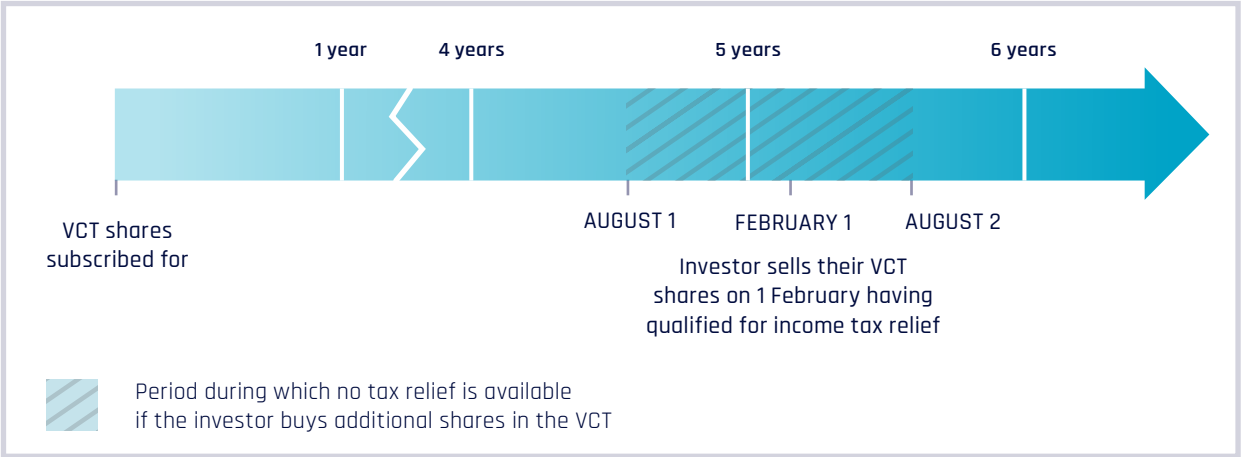 1 year
4 years
5 years
6 years
AUGUST 1
FEBRUARY 1
AUGUST 2
VCT shares
subscribed for
Investor sells their VCT
shares on 1 February having
qualified for income tax relief
Period during which no tax relief is available
if the investor buys additional shares in the VCT